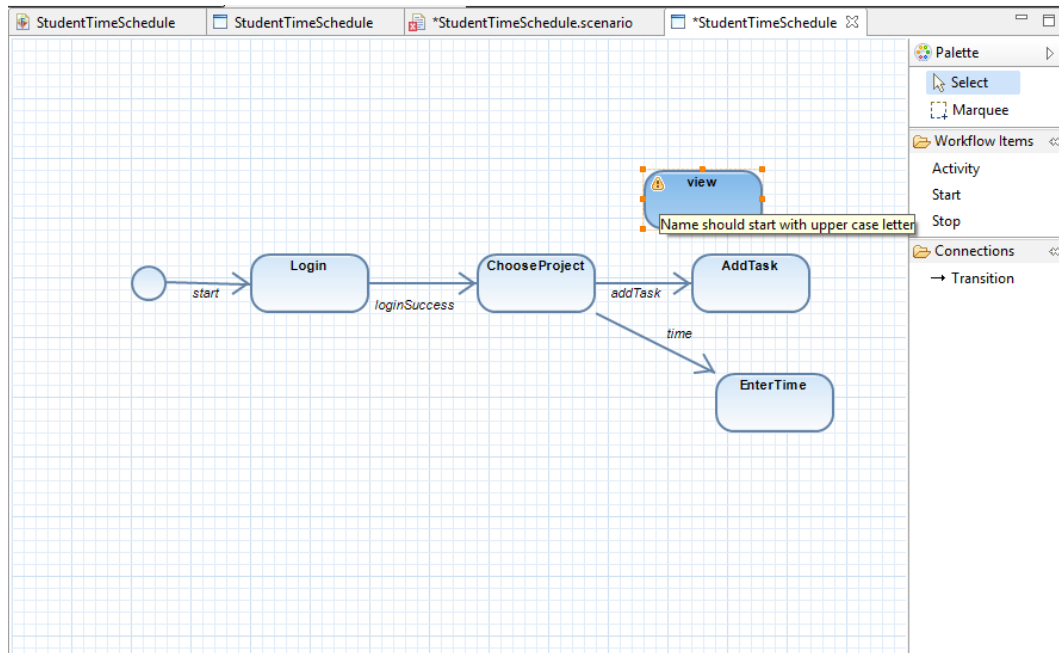 StudentTimeSchedule
StudentTimeSchedule
*StudentTimeSchedule.scenario
*StudentTimeSchedule
Palette
Select
Marquee
Workflow Items
Activity
Start
Stop
Connections
Transition
view
Name should start with upper case letter
Login
ChooseProject
AddTask
start
loginSuccess
addTask
time
EnterTime